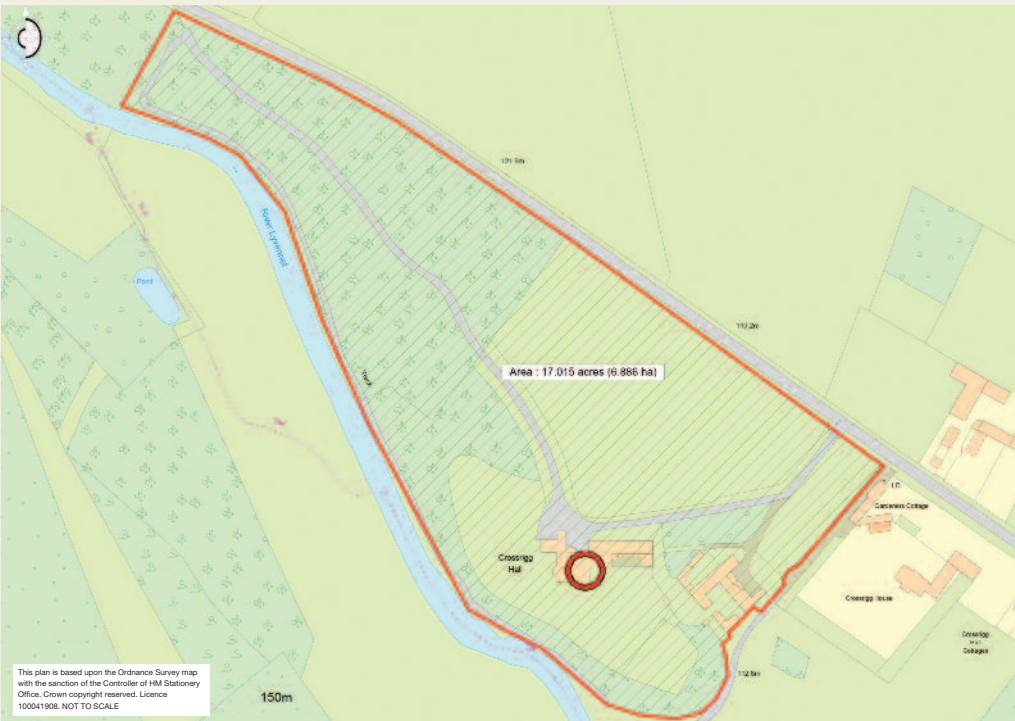 121.9m
River Lyvennet
Pond
113.2m
Area : 17.015 acres (6.886 ha)
Track
LB
Gardeners Cottage
Crossrigg
Hall
Crossrigg House
Crossrigg
Hall
Cottages
112.8m
This plan is based upon the Ordnance Survey map
with the sanction of the Controller of HM Stationery
Office. Crown copyright reserved. Licence
100041908. NOT TO SCALE
150m